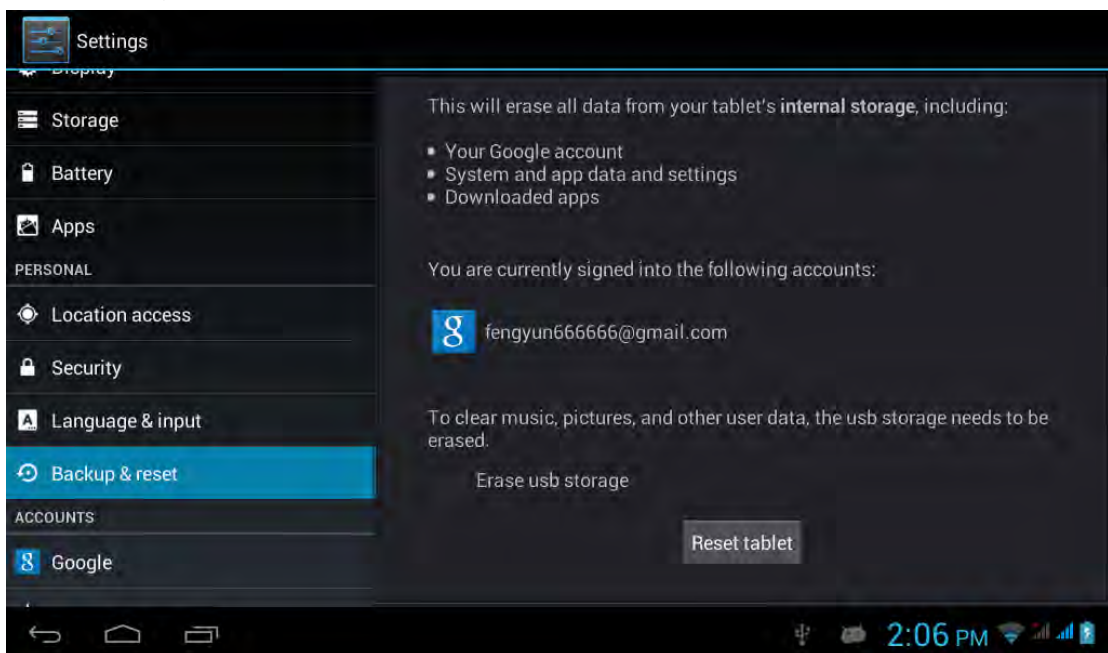 Settings
Display
Storage
Battery
Apps
PERSONAL
Location access
Security
Language & input
Backup & reset
ACCOUNTS
Google
This will erase all data from your tablet's internal storage, including:
Your Google account
System and app data and settings
Downloaded apps
You are currently signed into the following accounts:
fengyun666666@gmail.com
To clear music, pictures, and other user data, the usb storage needs to be
erased.
Erase usb storage
Reset tablet
2:06 PM